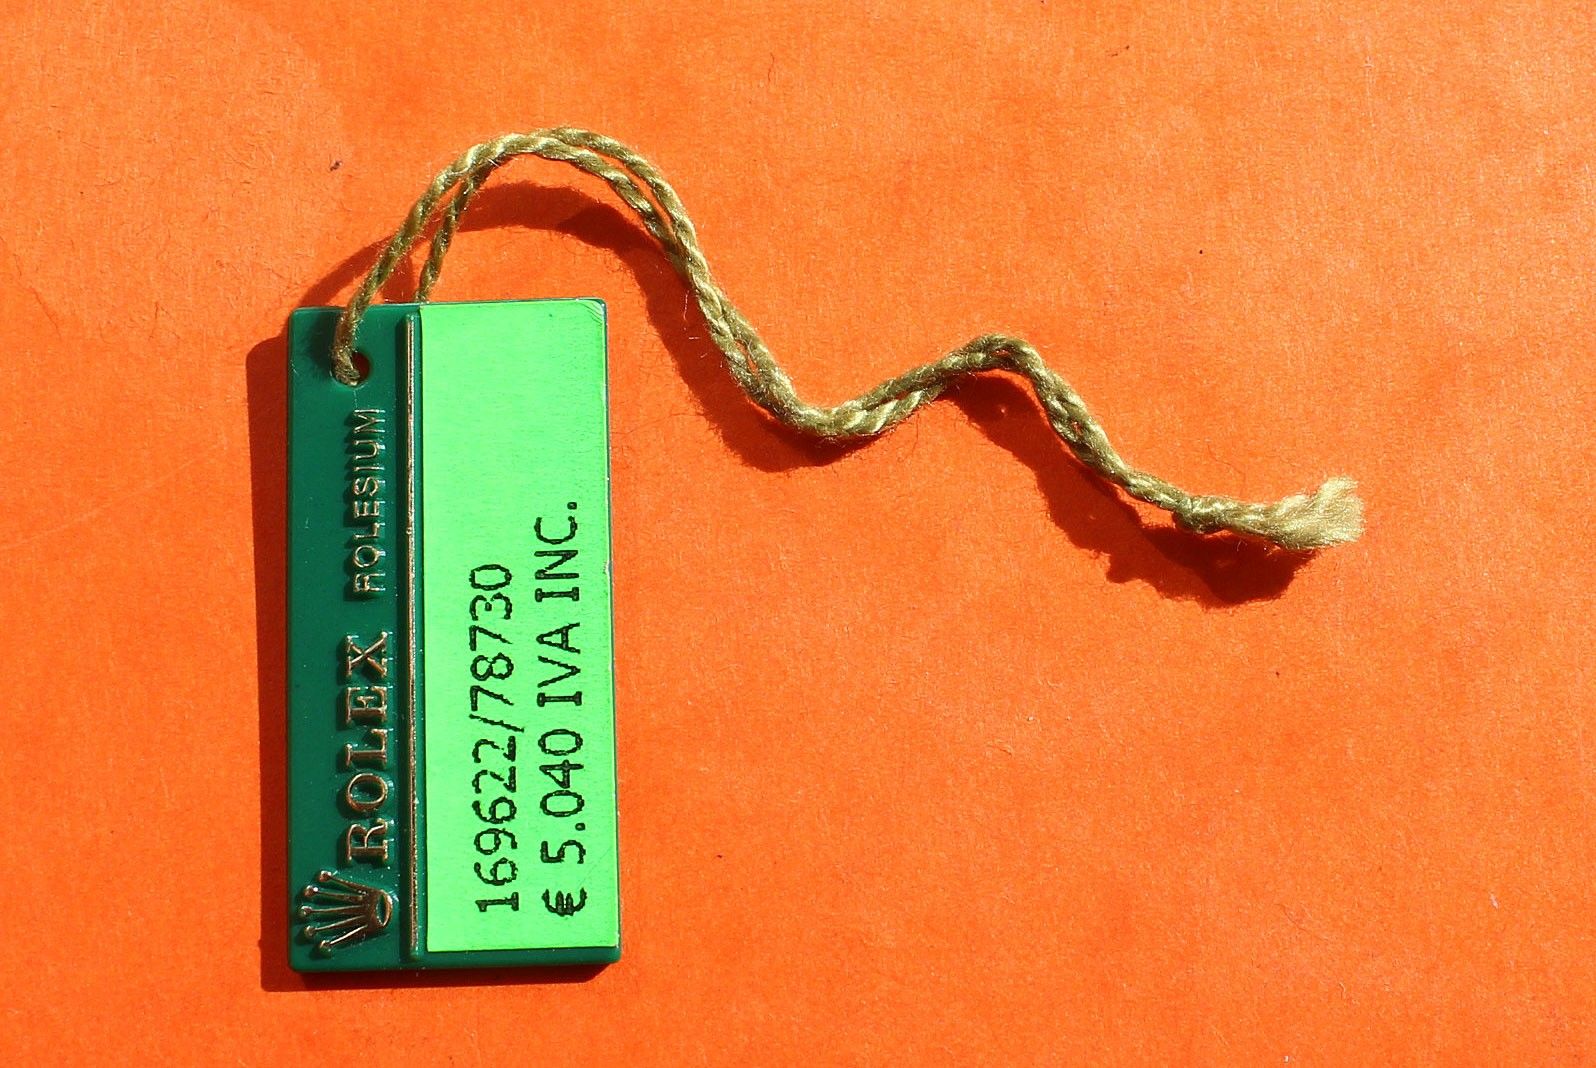 ROLEX ROLESIUM
169622/78730
€ 5.040 IVA INC.